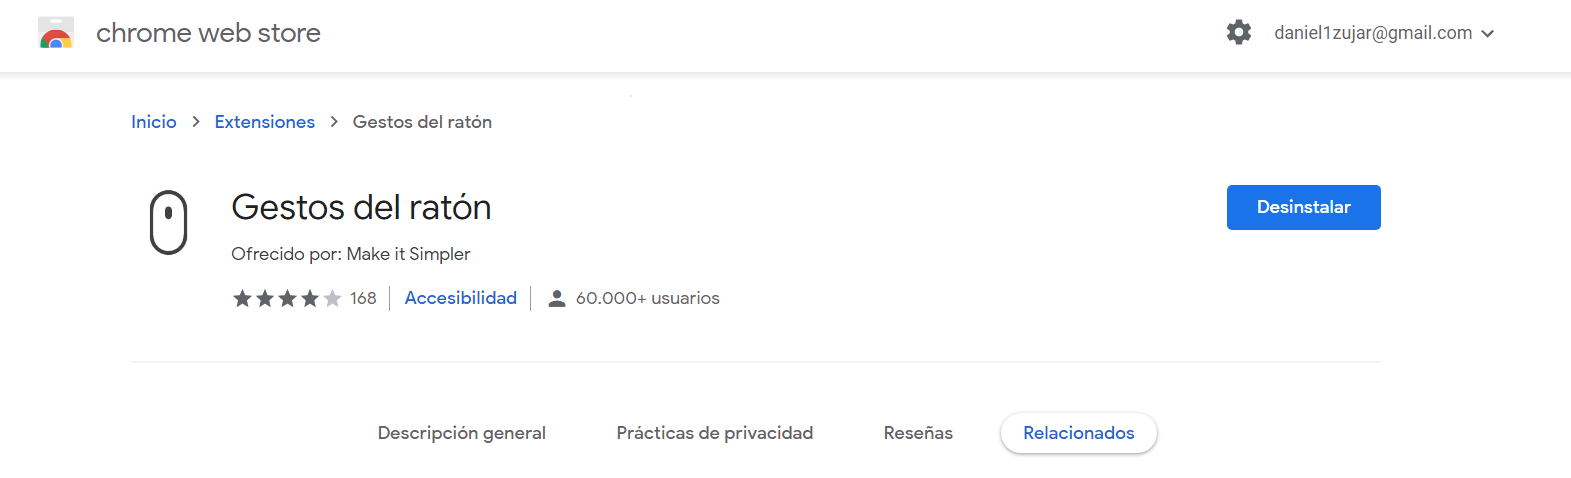 chrome web store
daniel1zujar@gmail.com
Inicio > Extensiones > Gestos del ratón
Gestos del ratón
Desinstalar
Ofrecido por: Make it Simpler
168 | Accesibilidad | 60.000+ usuarios
Descripción general Prácticas de privacidad Reseñas Relacionados